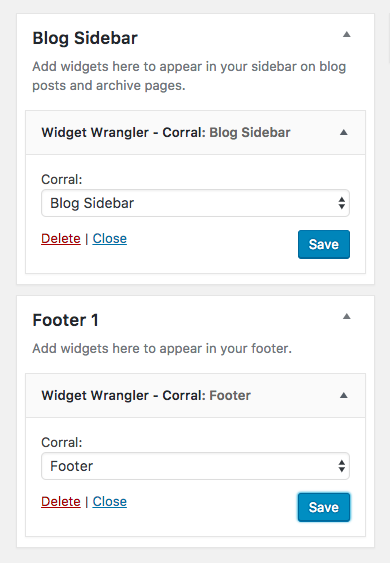 Blog Sidebar
Add widgets here to appear in your sidebar on blog
posts and archive pages.
Widget Wrangler - Corral: Blog Sidebar
Corral:
Blog Sidebar
Delete | Close
Save
Footer 1
Add widgets here to appear in your footer.
Widget Wrangler - Corral: Footer
Corral:
Footer
Delete | Close
Save